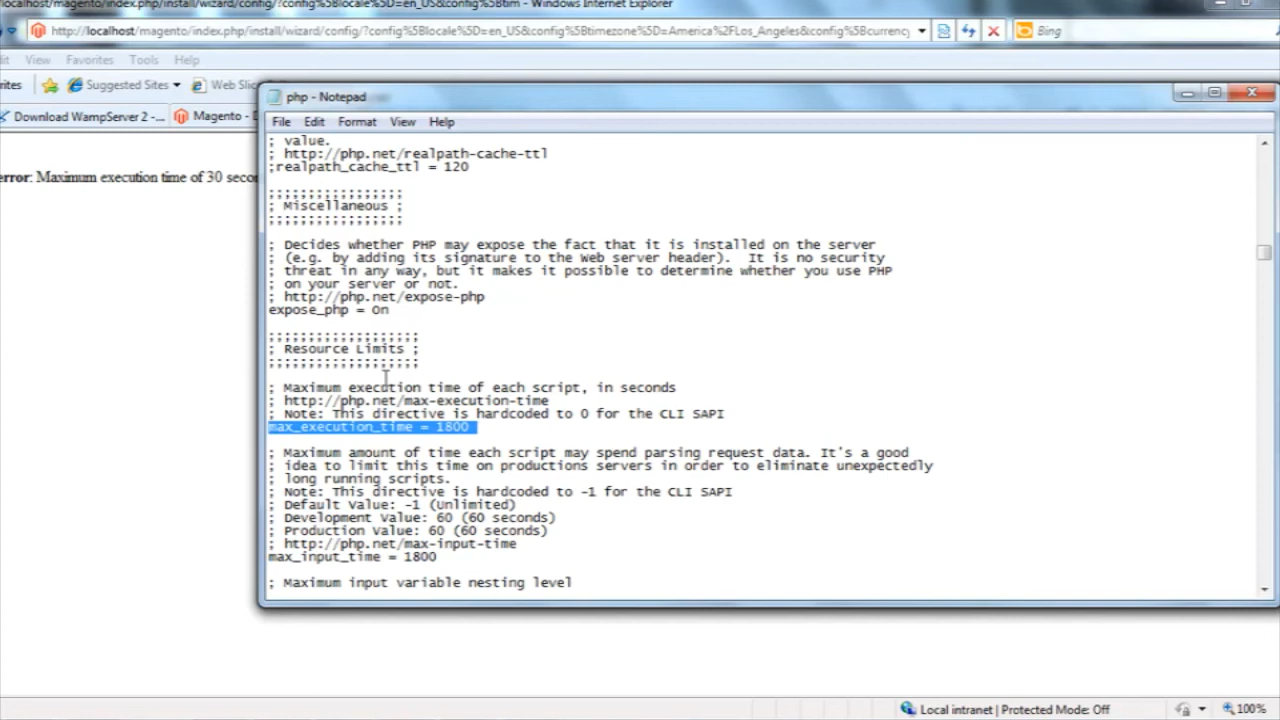 localhost/magento/index.php/install/wizard/config/?config%5Blocale%5D=en_US&config%5Btim - Windows Internet Explorer
http://localhost/magento/index.php/install/wizard/config/?config%5Blocale%5D=en_US&config%5Btimezone%5D=America%2FLos_Angeles&config%5Bcurrency
Bing
View Favorites Tools Help
Suggested Sites Web Slic
Download WampServer 2 -...
Magento -
php - Notepad
File Edit Format View Help
; value.
; http://php.net/realpath-cache-ttl
;realpath_cache_ttl = 120
;;;;;;;;;;;;;;;;;
; Miscellaneous ;
;;;;;;;;;;;;;;;;;
; Decides whether PHP may expose the fact that it is installed on the server
; (e.g. by adding its signature to the Web server header).  It is no security
; threat in any way, but it makes it possible to determine whether you use PHP
; on your server or not.
; http://php.net/expose-php
expose_php = On
;;;;;;;;;;;;;;;;;;;
; Resource Limits ;
;;;;;;;;;;;;;;;;;;;
; Maximum execution time of each script, in seconds
; http://php.net/max-execution-time
; Note: This directive is hardcoded to 0 for the CLI SAPI
max_execution_time = 1800
; Maximum amount of time each script may spend parsing request data. It's a good
; idea to limit this time on productions servers in order to eliminate unexpectedly
; long running scripts.
; Note: This directive is hardcoded to -1 for the CLI SAPI
; Default Value: -1 (Unlimited)
; Development Value: 60 (60 seconds)
; Production Value: 60 (60 seconds)
; http://php.net/max-input-time
max_input_time = 1800
; Maximum input variable nesting level
error: Maximum execution time of 30 secon
Local intranet | Protected Mode: Off
100%